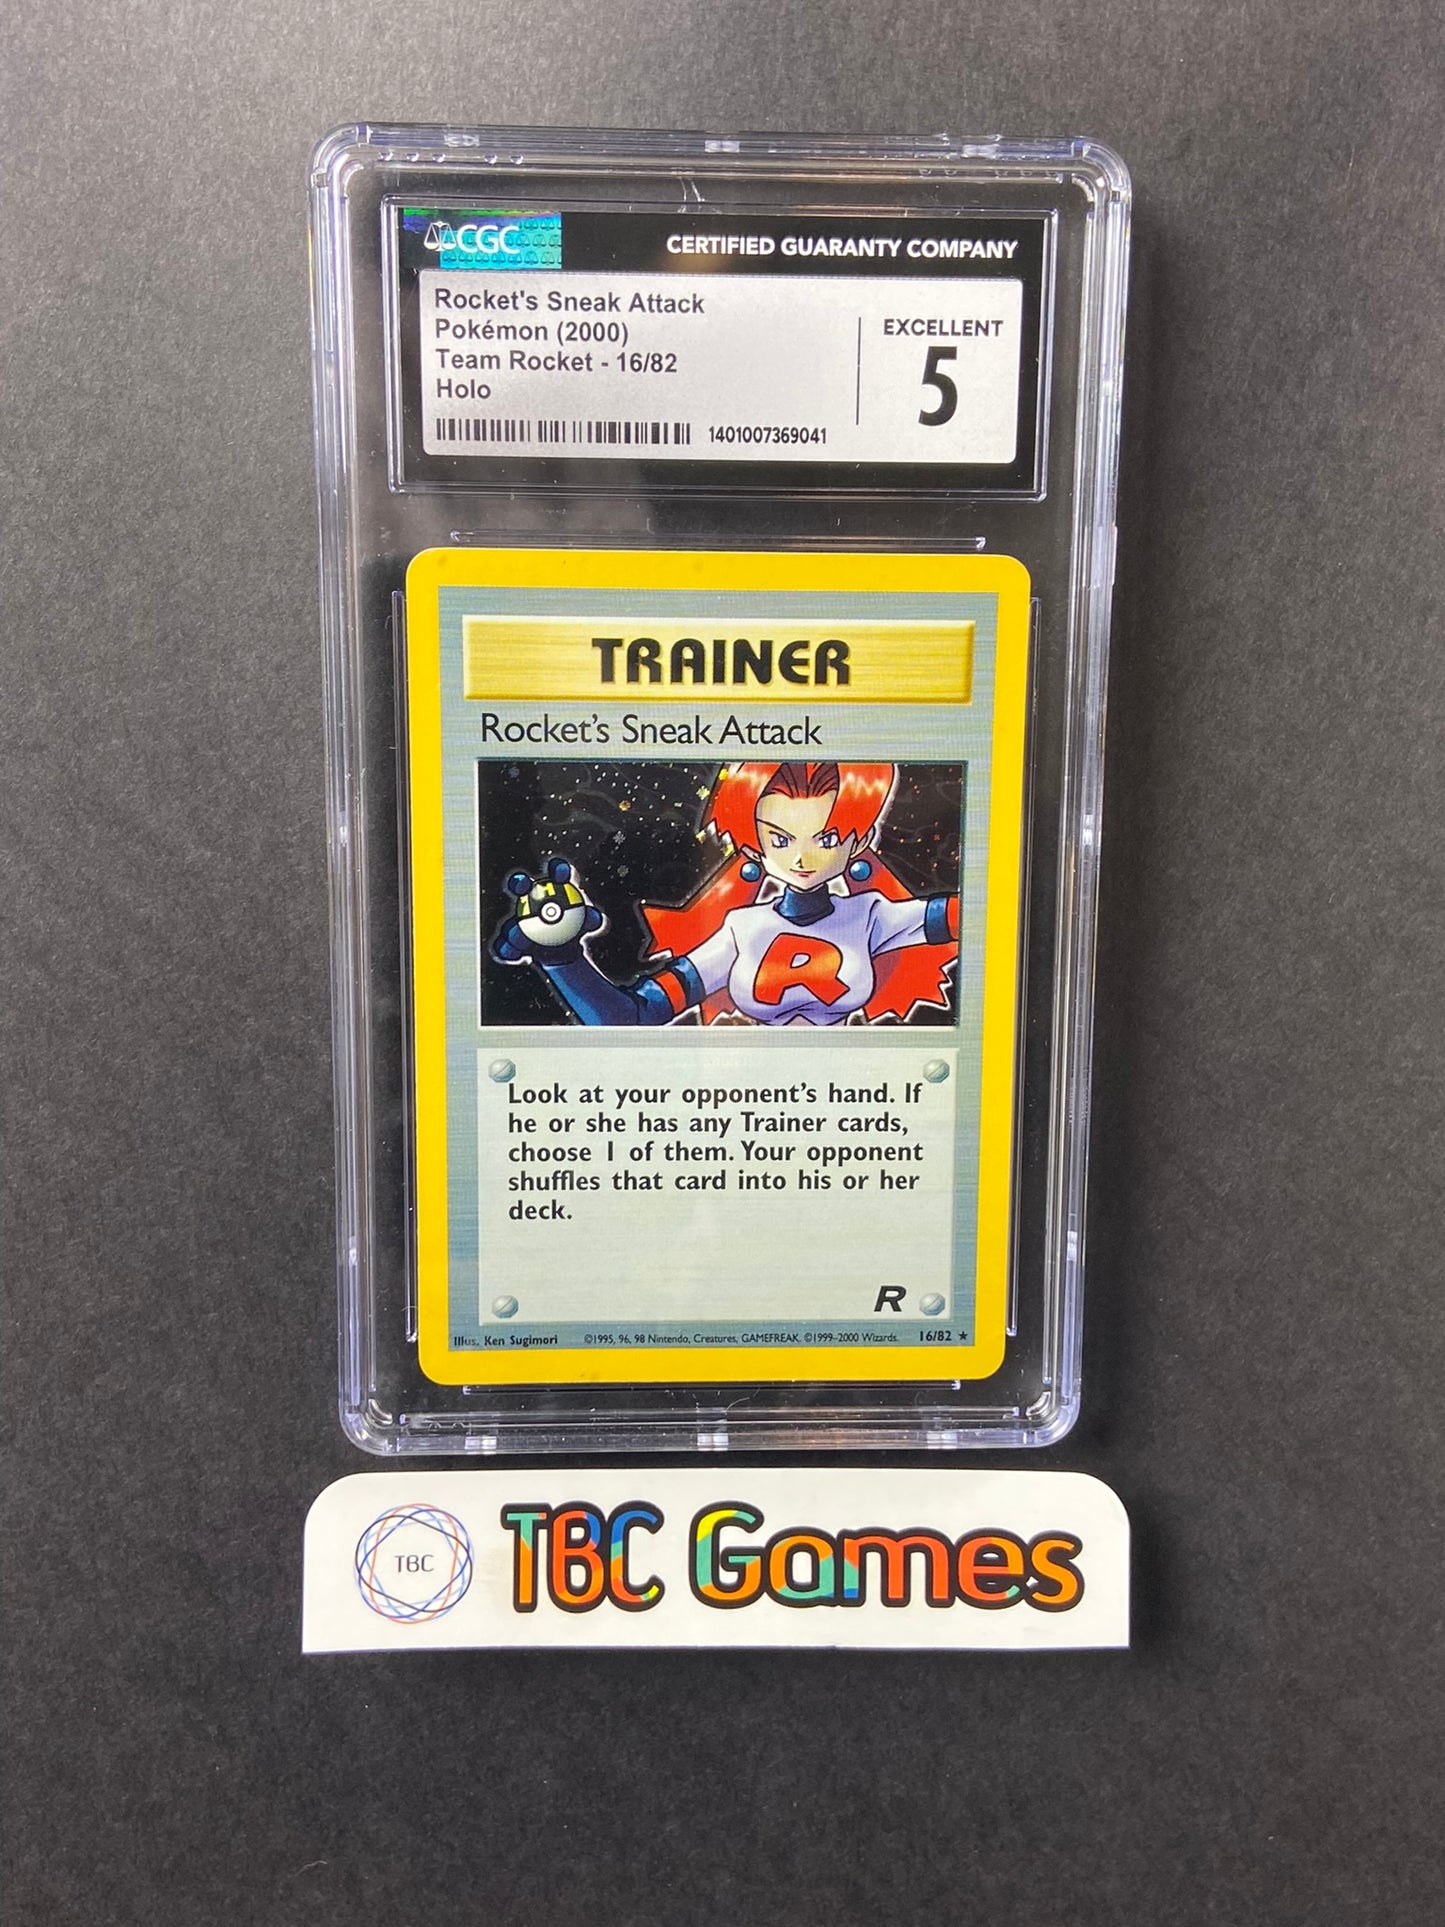 CGC
CERTIFIED GUARANTY COMPANY
Rocket's Sneak Attack
Pokémon (2000)
Team Rocket - 16/82
Holo
1401007369041
EXCELLENT
5
TRAINER
Rocket's Sneak Attack
R
Look at your opponent's hand. If
he or she has any Trainer cards,
choose 1 of them. Your opponent
shuffles that card into his or her
deck.
R
Illus. Ken Sugimori ©1995, 96, 98 Nintendo, Creatures, GAMEFREAK. ©1999-2000 Wizards. 16/82 ★
TBC
TBC Games